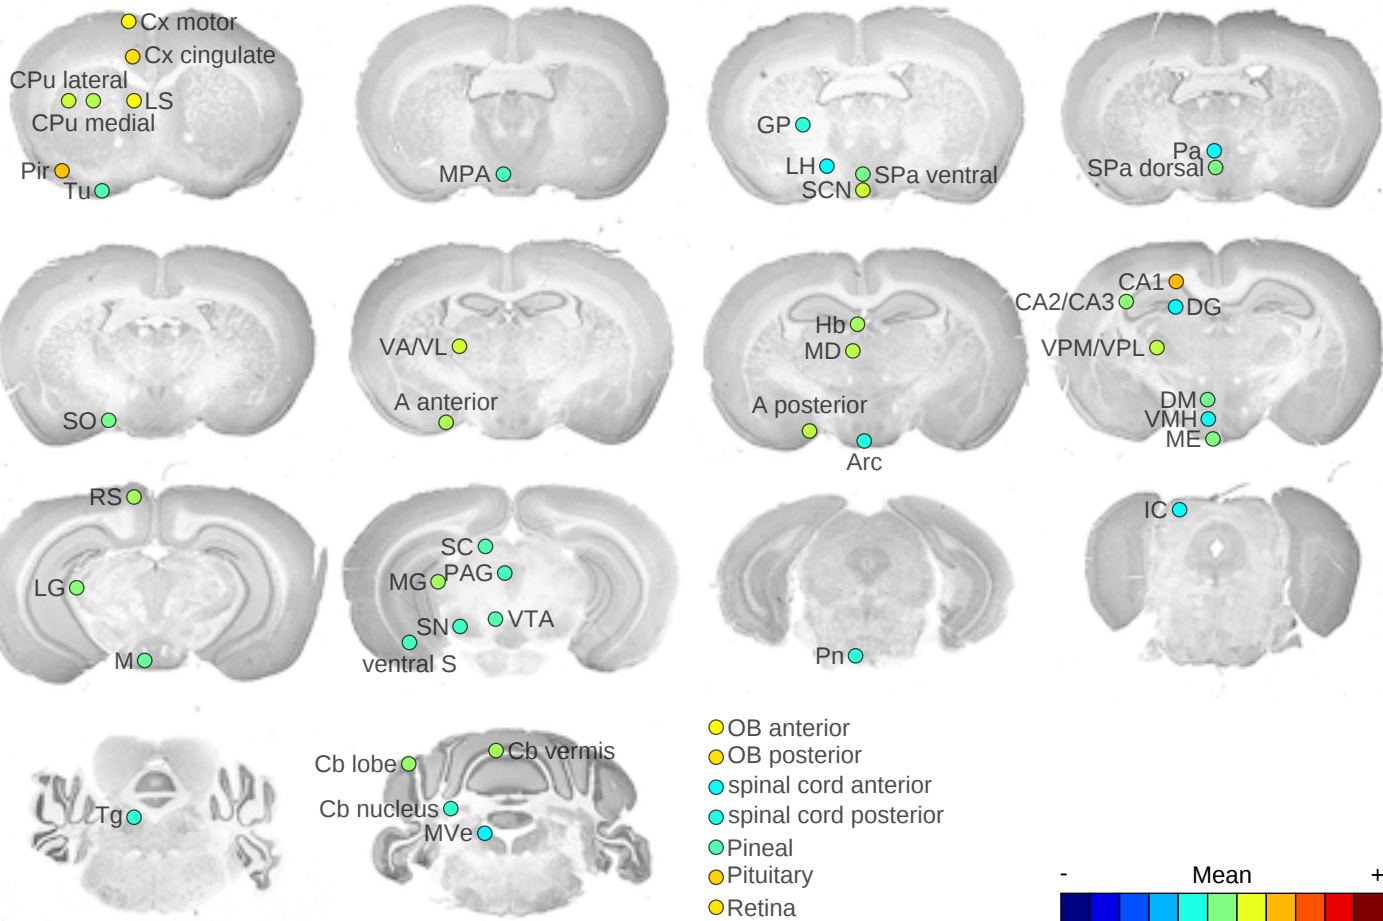 Cx motor
Cx cingulate
CPu lateral
LS
CPu medial
Pir
Tu
MPA
GP
LH
SPa ventral
SCN
Pa
SPa dorsal
SO
VA/VL
A anterior
Hb
MD
A posterior
Arc
CA1
CA2/CA3
DG
VPM/VPL
DM
VMH
ME
RS
LG
M
SC
PAG
MG
SN
VTA
ventral S
Pn
IC
Tg
Cb lobe
Cb vermis
Cb nucleus
MVe
OB anterior
OB posterior
spinal cord anterior
spinal cord posterior
Pineal
Pituitary
Retina
- Mean +